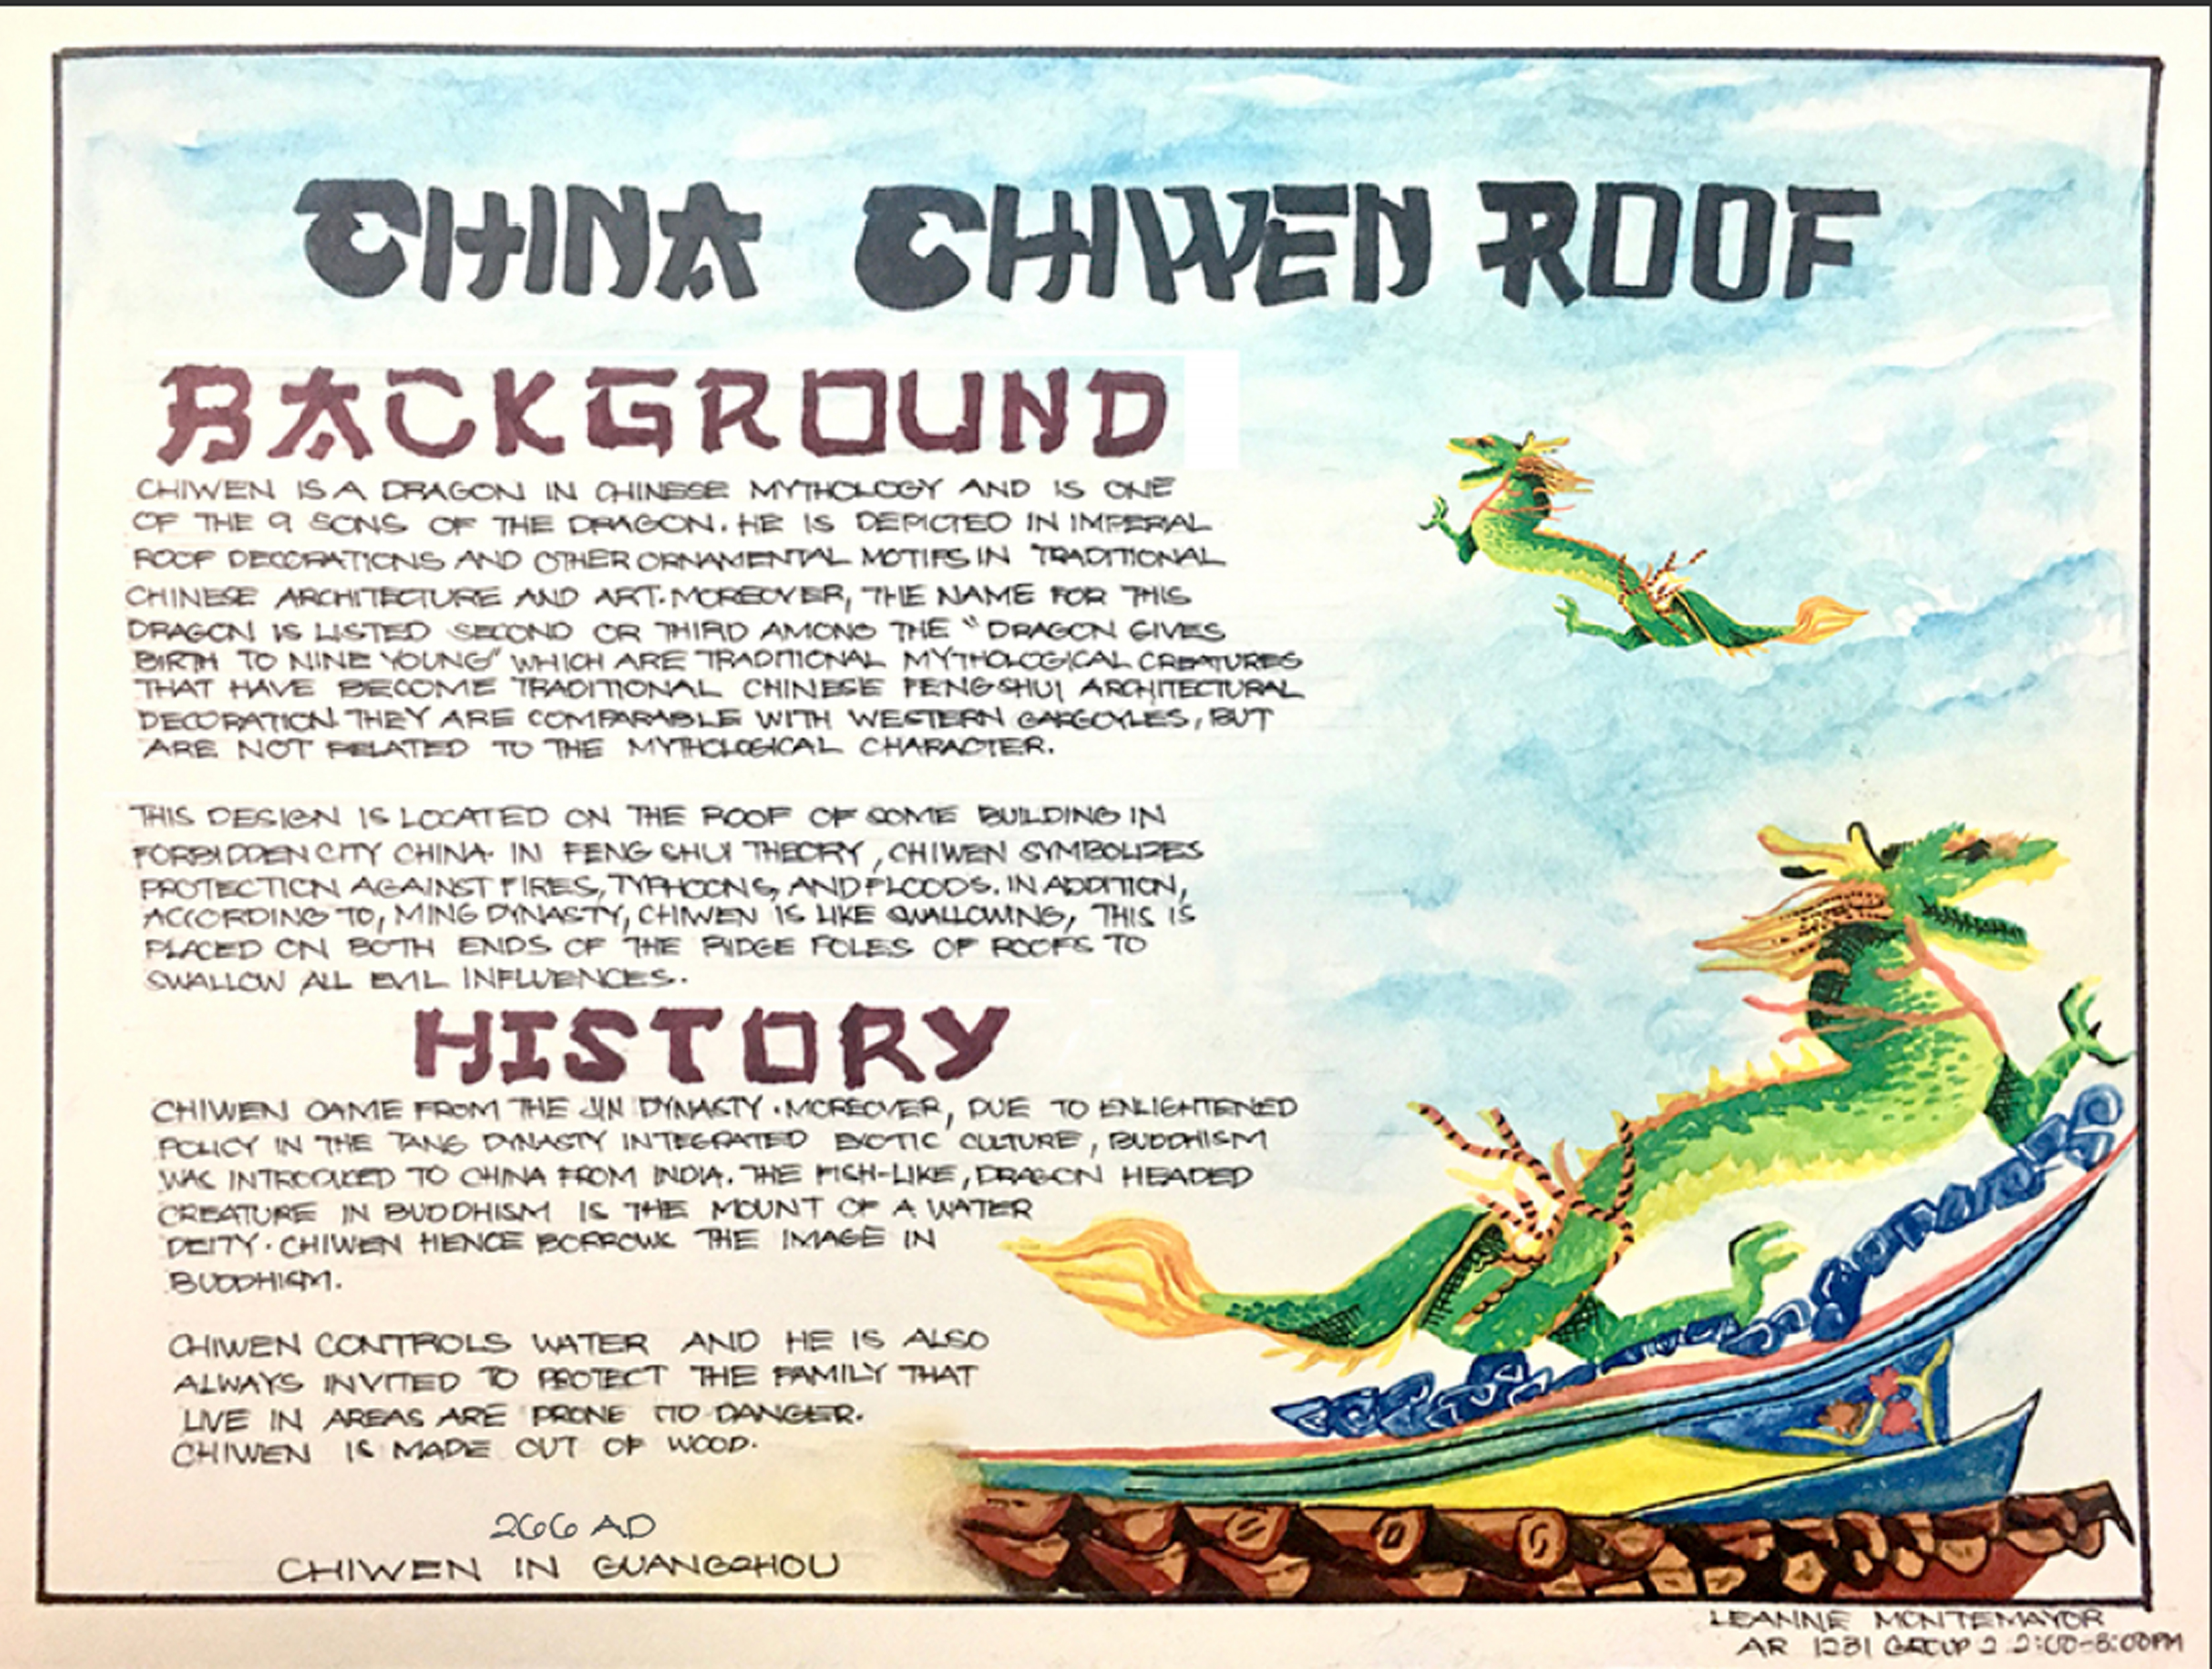 CHINA CHIWEN ROOF
BACKGROUND
CHIWEN IS A DRAGON IN CHINESE MYTHOLOGY AND IS ONE
OF THE 9 SONS OF THE DRAGON. HE IS DEPICTED IN IMPERIAL
ROOF DECORATIONS AND OTHER ORNAMENTAL MOTIFS IN TRADITIONAL
CHINESE ARCHITECTURE AND ART. MOREOVER, THE NAME FOR THIS
DRAGON IS LISTED SECOND OR THIRD AMONG THE "DRAGON GIVES
BIRTH TO NINE YOUNG" WHICH ARE TRADITIONAL MYTHOLOGICAL CREATURES
THAT HAVE BECOME TRADITIONAL CHINESE FENGSHUI ARCHITECTURAL
DECORATION. THEY ARE COMPARABLE WITH WESTERN GARGOYLES, BUT
ARE NOT RELATED TO THE MYTHOLOGICAL CHARACTER.
THIS DESIGN IS LOCATED ON THE ROOF OF SOME BUILDING IN
FORBIDDEN CITY CHINA. IN FENG SHUI THEORY, CHIWEN SYMBOLIZES
PROTECTION AGAINST FIRES, TYPHOONS, AND FLOODS. IN ADDITION,
ACCORDING TO, MING DYNASTY, CHIWEN IS LIKE SWALLOWING, THIS IS
PLACED ON BOTH ENDS OF THE RIDGE POLES OF ROOFS TO
SWALLOW ALL EVIL INFLUENCES.
HISTORY
CHIWEN CAME FROM THE JIN DYNASTY. MOREOVER, DUE TO ENLIGHTENED
POLICY IN THE TANG DYNASTY INTEGRATED EXOTIC CULTURE, BUDDHISM
WAS INTRODUCED TO CHINA FROM INDIA. THE FISH-LIKE, DRAGON HEADED
CREATURE IN BUDDHISM IS THE MOUNT OF A WATER
DEITY. CHIWEN HENCE BORROWS THE IMAGE IN
BUDDHISM.
CHIWEN CONTROLS WATER AND HE IS ALSO
ALWAYS INVITED TO PROTECT THE FAMILY THAT
LIVE IN AREAS ARE PRONE TO DANGER.
CHIWEN IS MADE OUT OF WOOD.
266 AD
CHIWEN IN GUANGZHOU
LEANNE MONTEMAYOR
AR 1231 GROUP 2 2:00-8:00PM